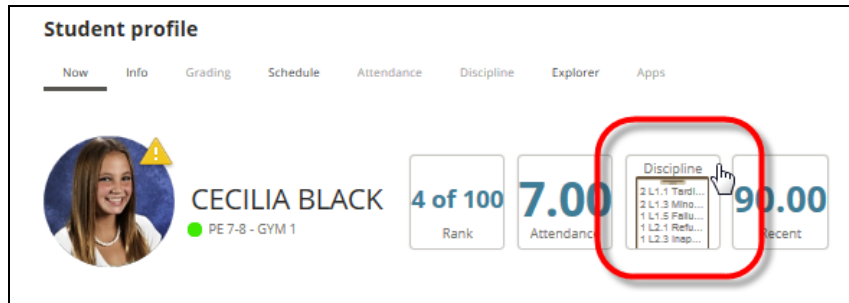 Student profile
Now Info Grading Schedule Attendance Discipline Explorer Apps
CECILIA BLACK
PE 7-8 - GYM 1
4 of 100
Rank
7.00
Attendance
Discipline
2 L1.1 Tardi...
2 L1.3 Mino...
1 L1.5 Failu...
1 L2.1 Refu...
1 L2.3 Inap...
90.00
Recent